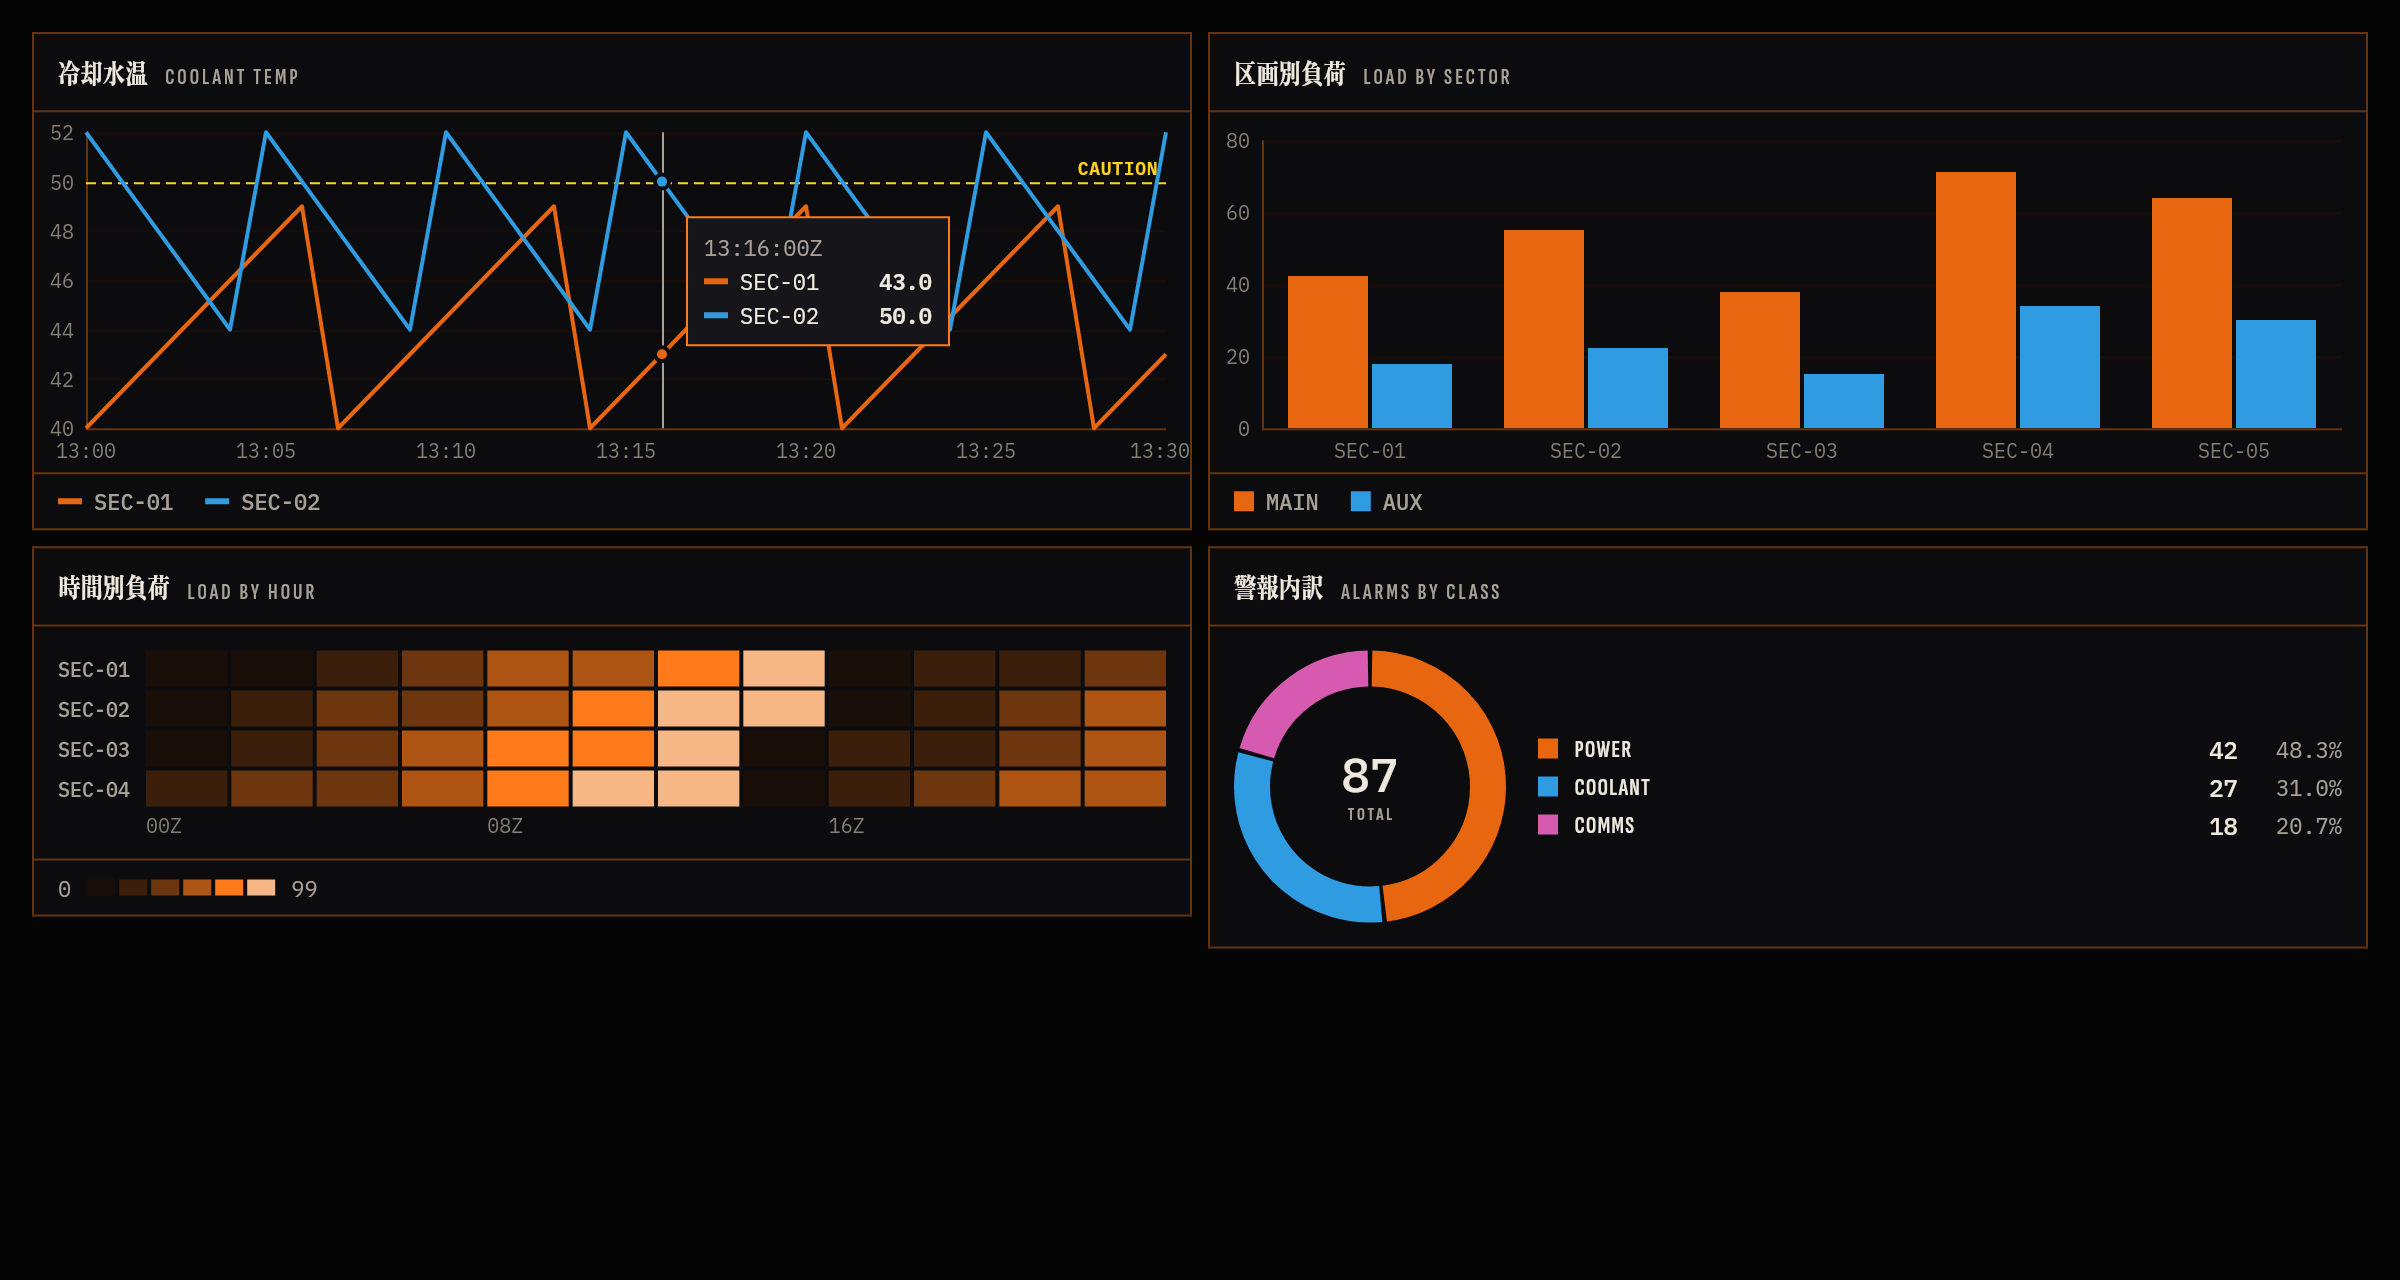 冷却水温 COOLANT TEMP
52
50
48
46
44
42
40
CAUTION
13:16:00Z
SEC-01 43.0
SEC-02 50.0
13:00 13:05 13:10 13:15 13:20 13:25 13:30
SEC-01 SEC-02
区画別負荷 LOAD BY SECTOR
80
60
40
20
0
SEC-01 SEC-02 SEC-03 SEC-04 SEC-05
MAIN AUX
時間別負荷 LOAD BY HOUR
SEC-01
SEC-02
SEC-03
SEC-04
00Z 08Z 16Z
0 99
警報内訳 ALARMS BY CLASS
87
TOTAL
POWER 42 48.3%
COOLANT 27 31.0%
COMMS 18 20.7%